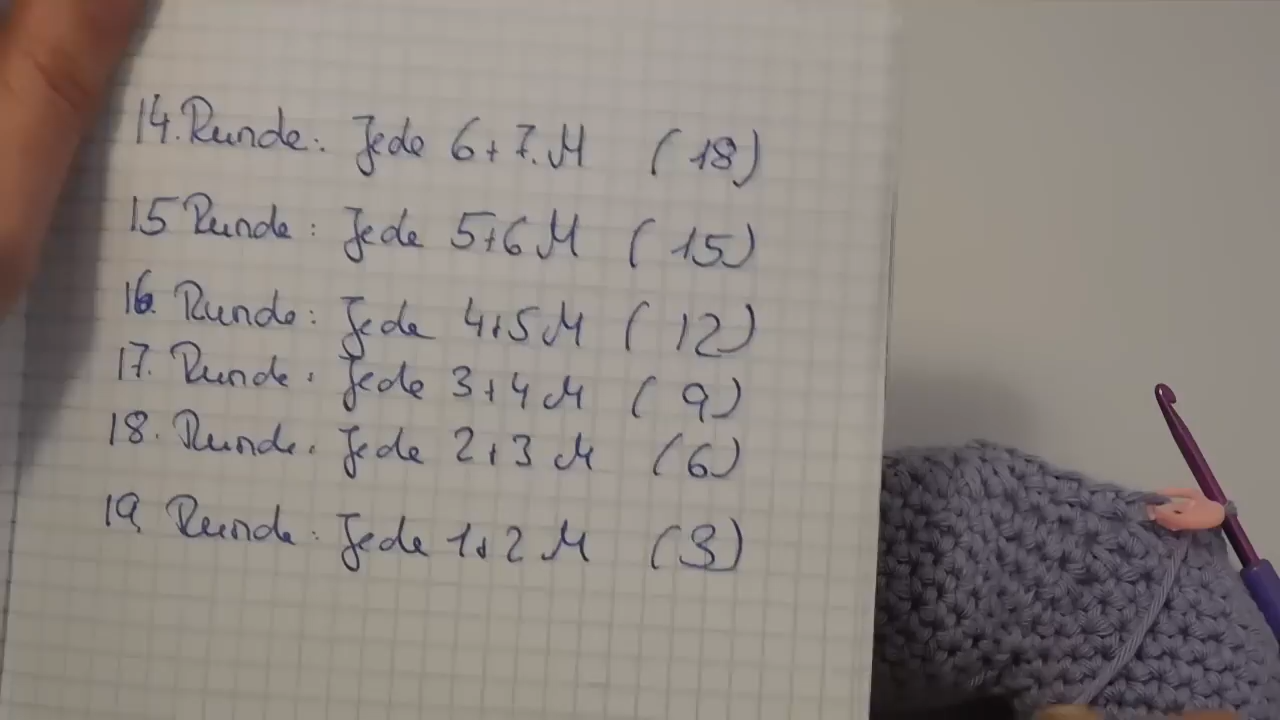 14. Runde: Jede 6+7. M (18)
15 Runde: Jede 5+6 M (15)
16. Runde: Jede 4+5 M (12)
17. Runde: Jede 3+4 M (9)
18. Runde. Jede 2+3 M (6)
19. Runde: Jede 1+2 M (3)